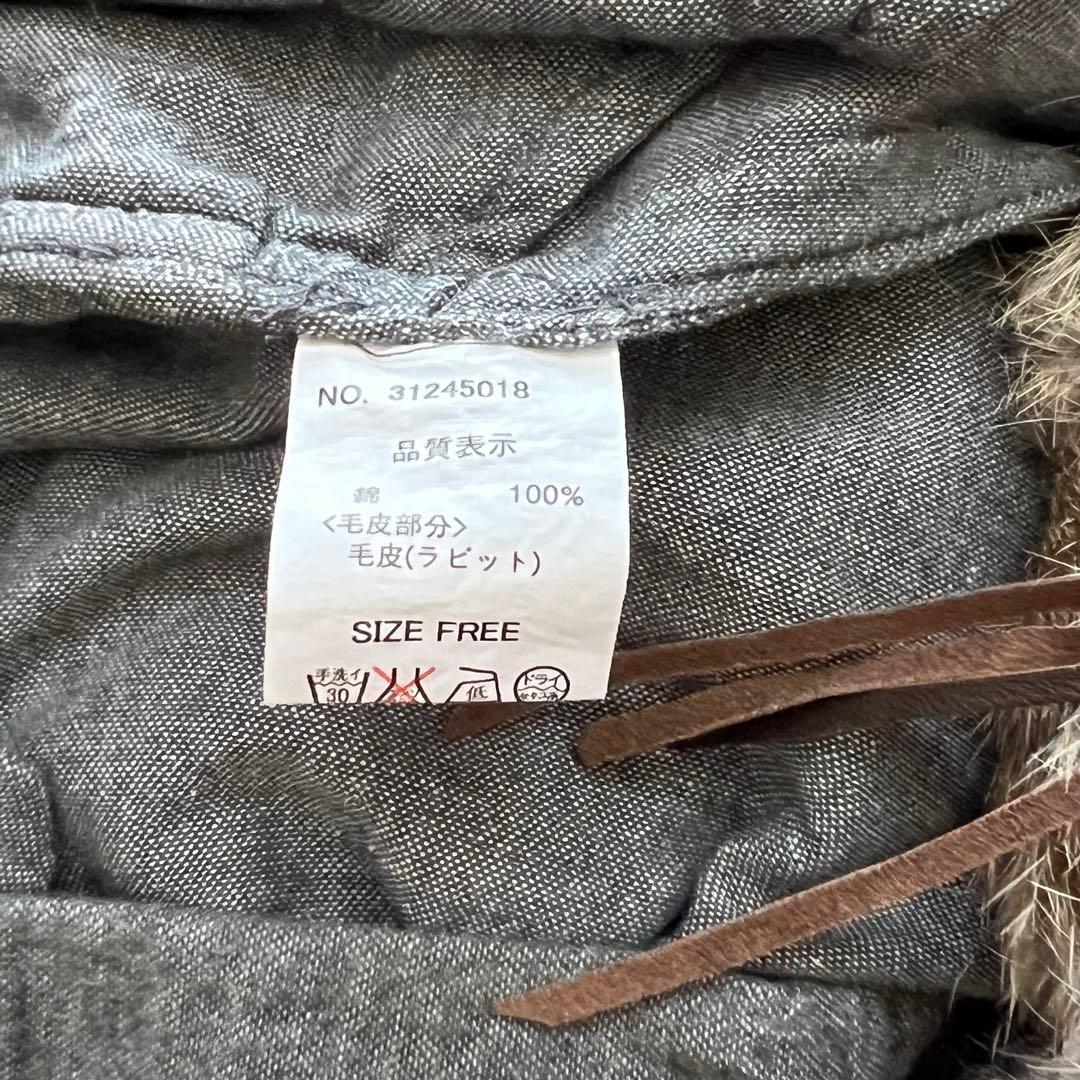 NO. 31245018
品質表示
綿 100%
<毛皮部分>
毛皮(ラビット)
SIZE FREE
手洗イ
30
低
ドライ